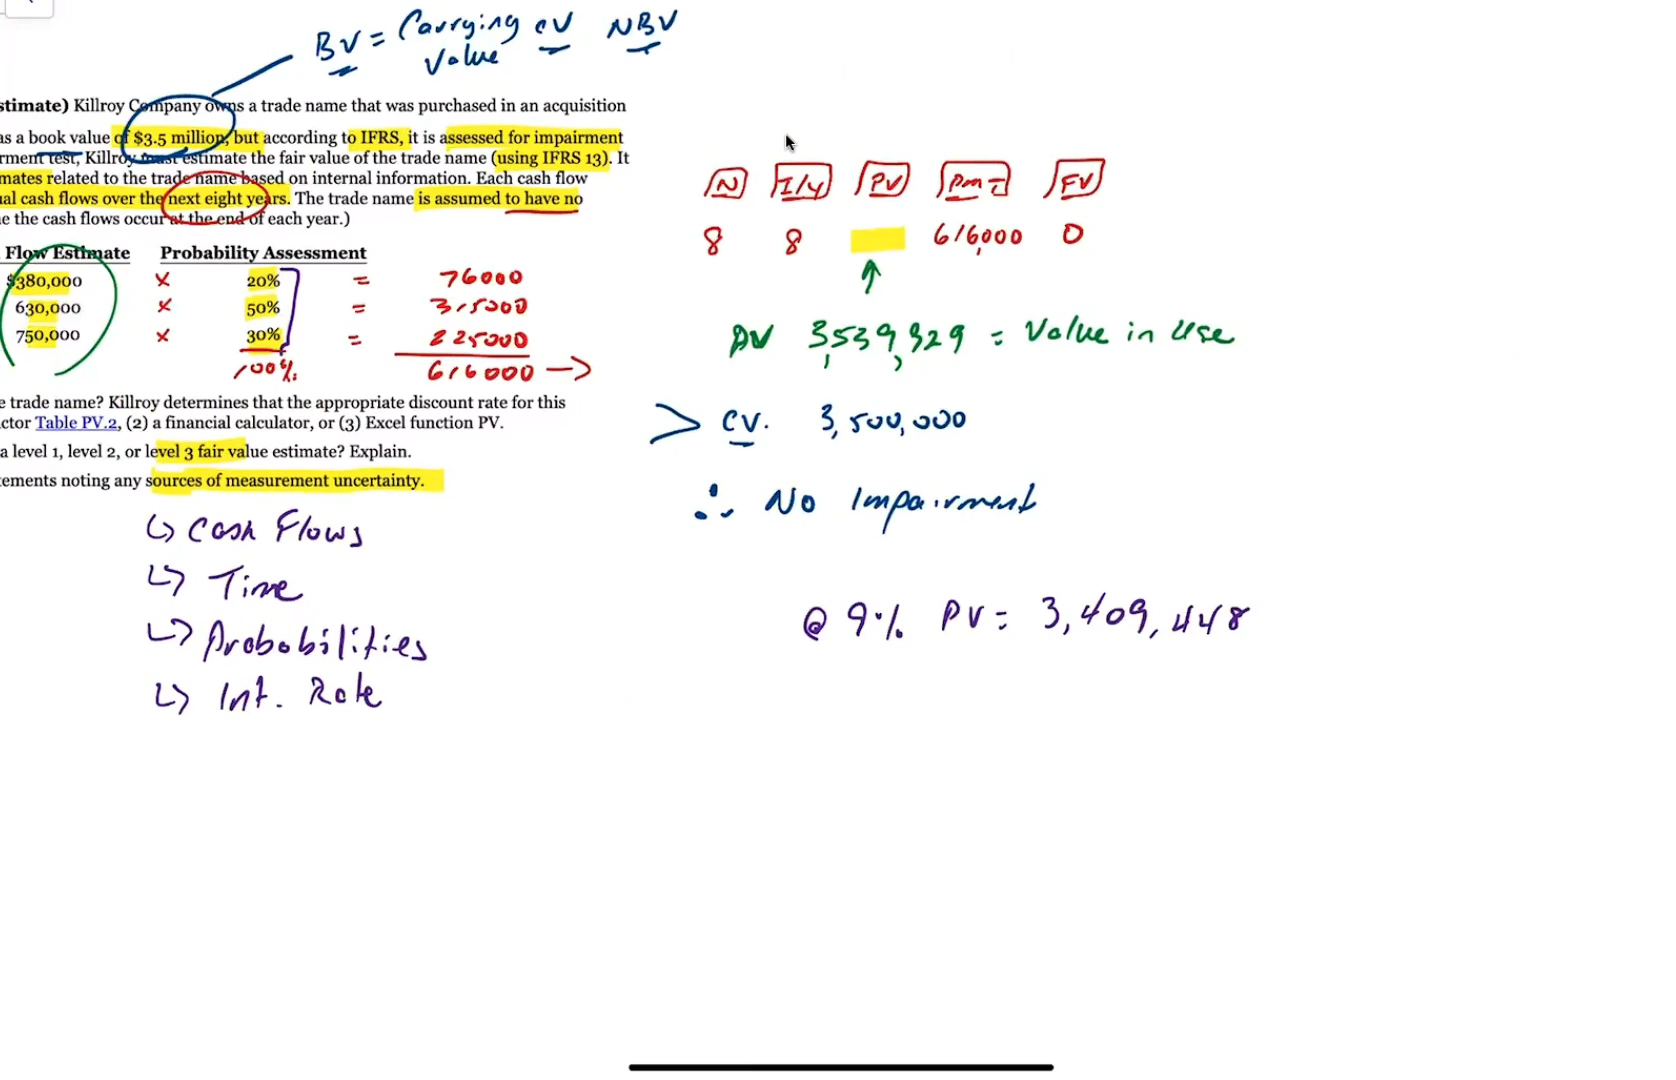 BV = Carrying Value CV NBV
stimate) Killroy Company owns a trade name that was purchased in an acquisition
as a book value of $3.5 million, but according to IFRS, it is assessed for impairment
rment test, Killroy must estimate the fair value of the trade name (using IFRS 13). It
mates related to the trade name based on internal information. Each cash flow
ual cash flows over the next eight years. The trade name is assumed to have no
e the cash flows occur at the end of each year.)
N I/Y PV PMT FV
8 8 616,000 0
Flow Estimate Probability Assessment
$380,000 x 20% = 76000
630,000 x 50% = 315000
750,000 x 30% = 225000
100% 616000
PV 3,539,329 = Value in Use
> CV. 3,500,000
∴ No Impairment
@ 9% PV = 3,409,448
e trade name? Killroy determines that the appropriate discount rate for this
ctor Table PV.2, (2) a financial calculator, or (3) Excel function PV.
a level 1, level 2, or level 3 fair value estimate? Explain.
ements noting any sources of measurement uncertainty.
↳ Cash Flows
↳ Time
↳ Probabilities
↳ Int. Rate